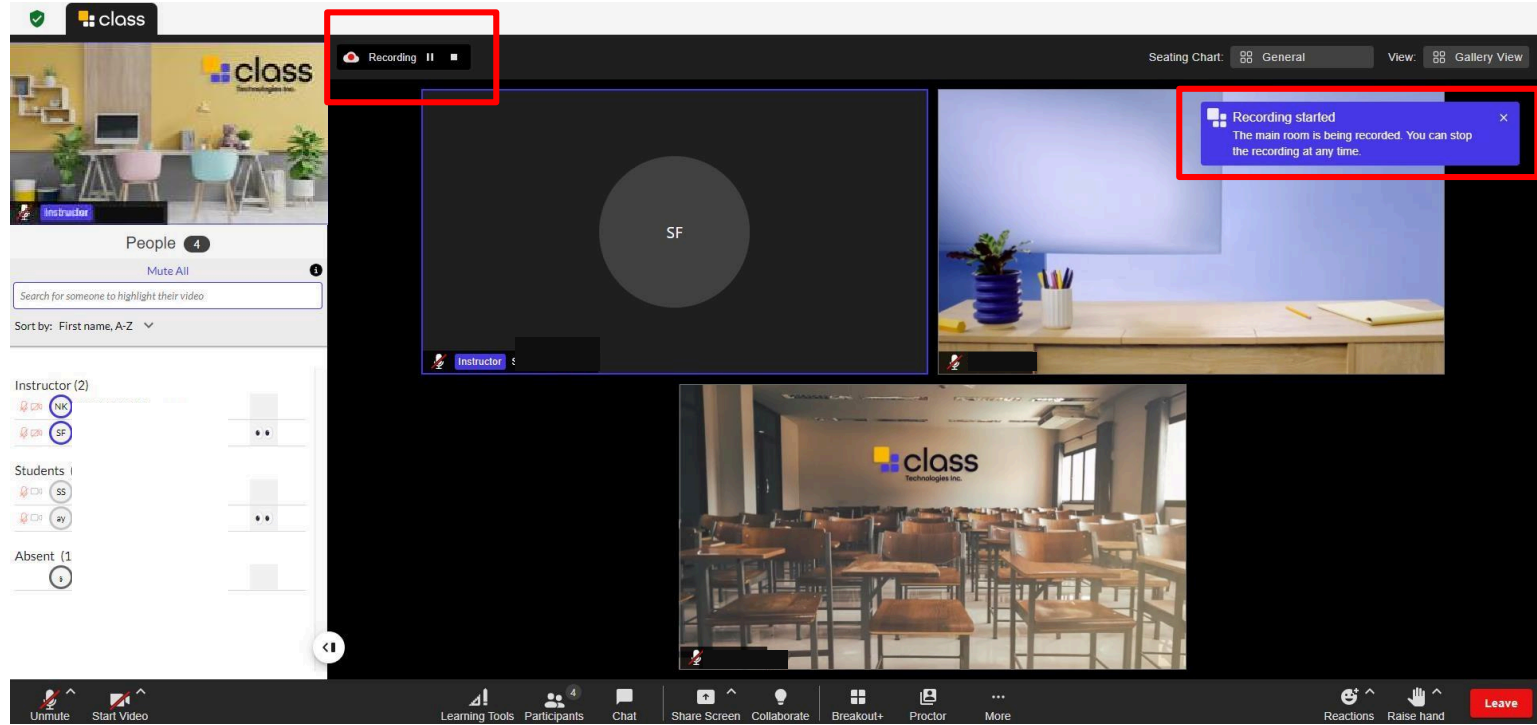 class
class
Technologies Inc.
Instructor
People 4
Mute All
Search for someone to highlight their video
Sort by: First name, A-Z
Instructor (2)
NK
SF
Students (
SS
ay
Absent (1
Recording
Seating Chart: General View: Gallery View
Recording started
The main room is being recorded. You can stop
the recording at any time.
SF
Instructor
class
Technologies Inc.
Unmute
Start Video
Learning Tools
Participants 4
Chat
Share Screen
Collaborate
Breakout+
Proctor
More
Reactions
Raise hand
Leave